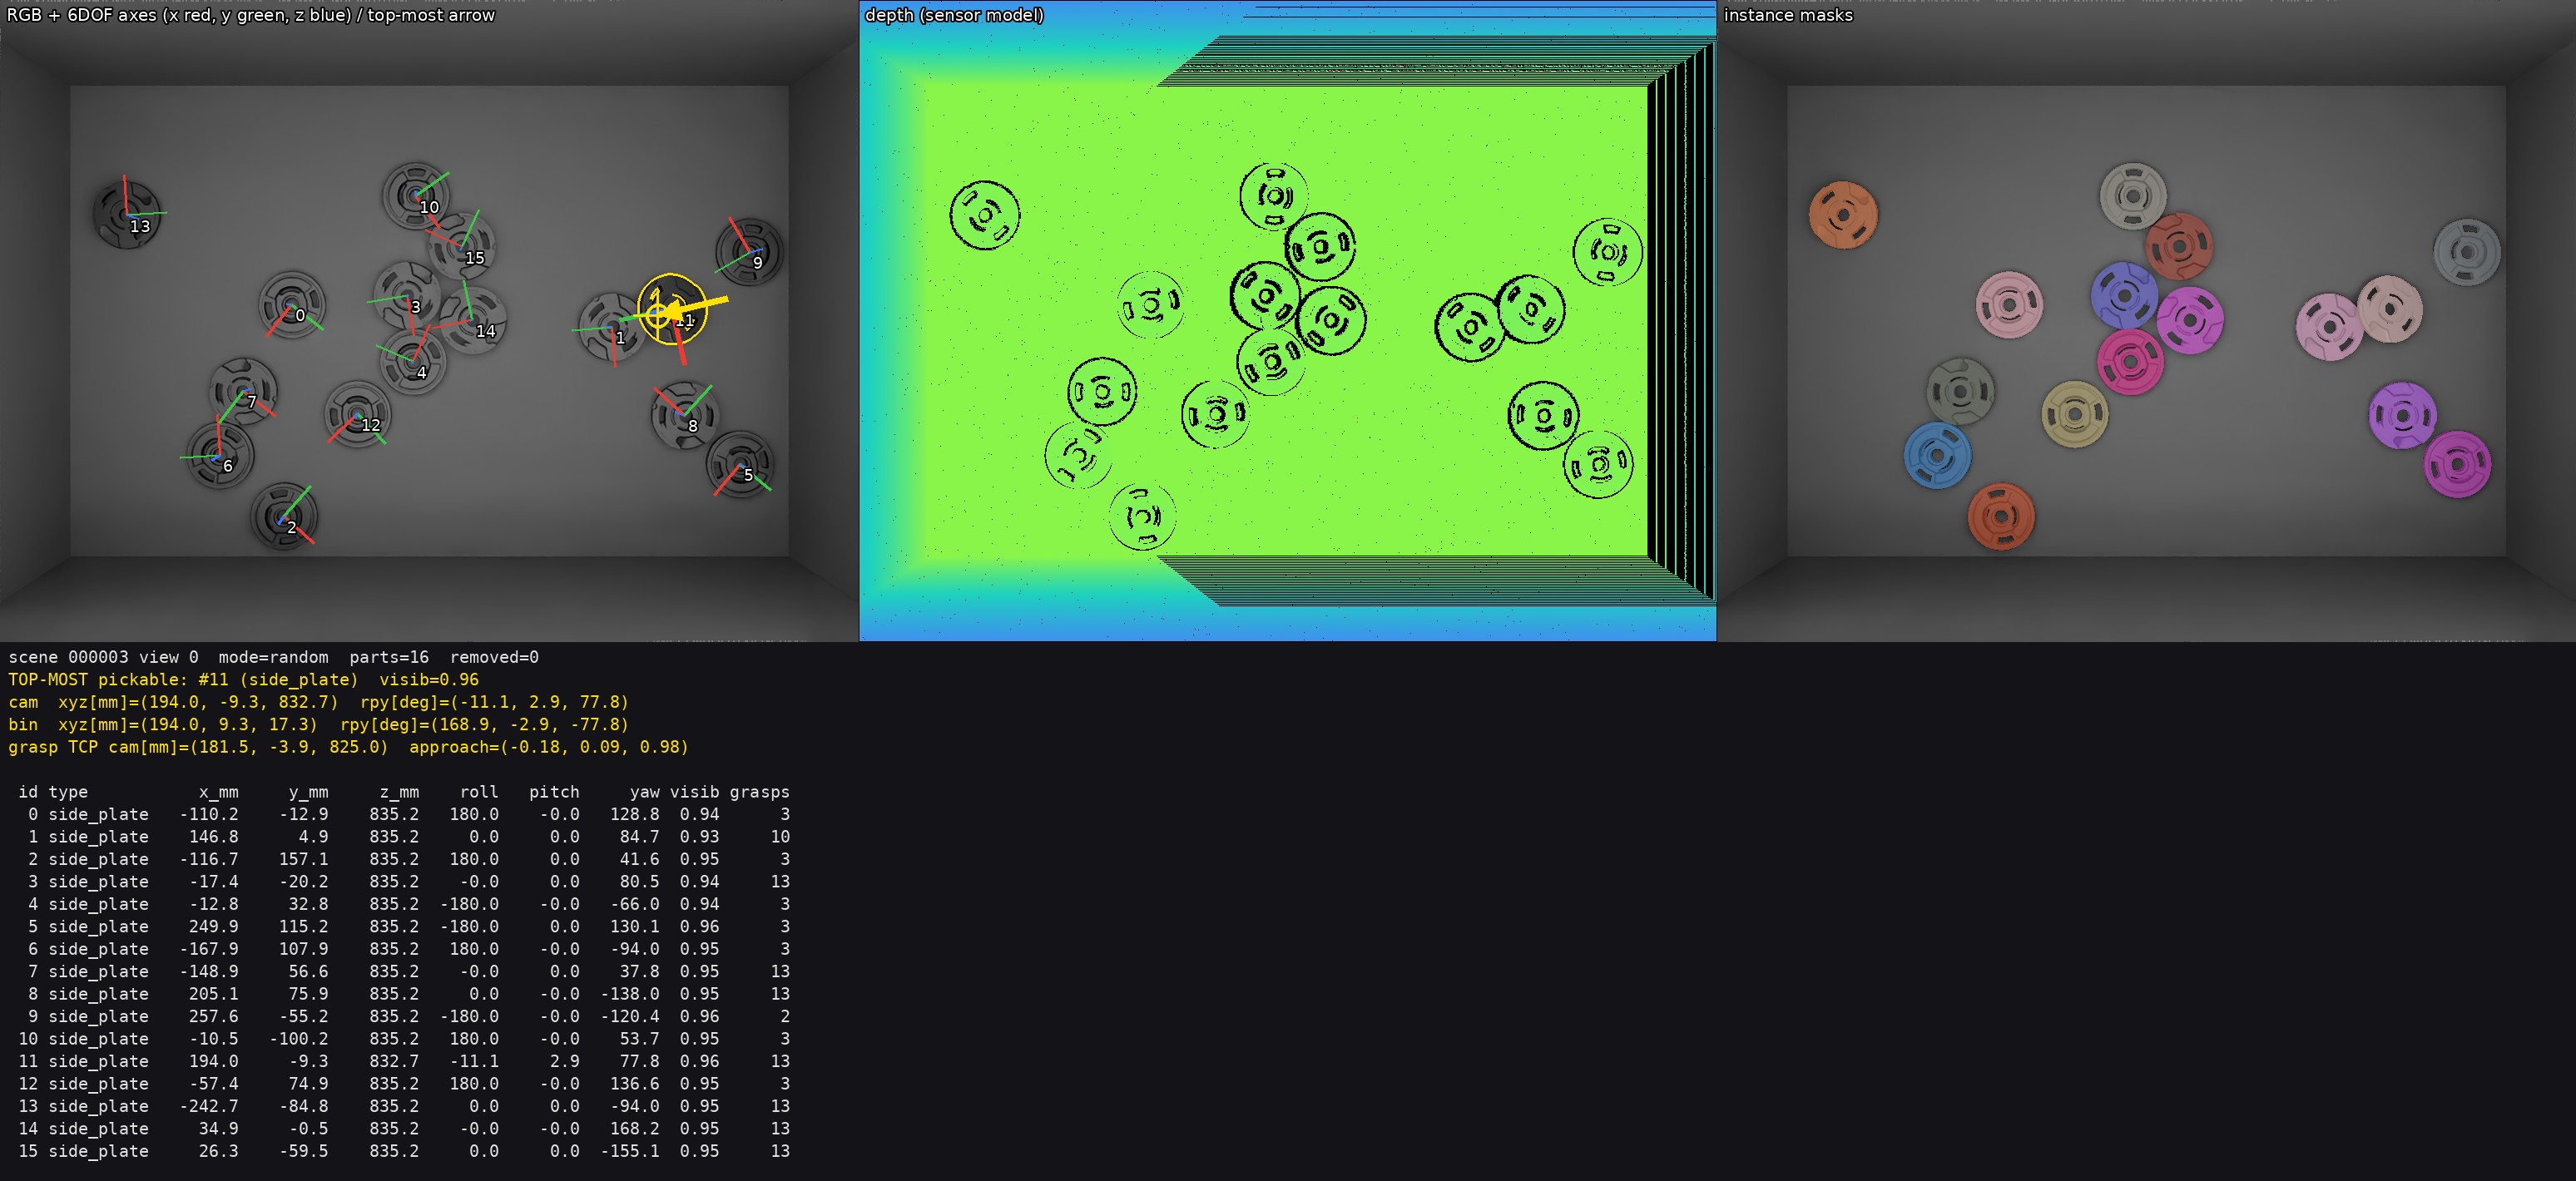 RGB + 6DOF axes (x red, y green, z blue) / top-most arrow
depth (sensor model)
instance masks
13
10
15
9
3
0
14
11
1
4
7
12
8
6
5
2
scene 000003 view 0  mode=random  parts=16  removed=0
TOP-MOST pickable: #11 (side_plate)  visib=0.96
cam  xyz[mm]=(194.0, -9.3, 832.7)  rpy[deg]=(-11.1, 2.9, 77.8)
bin  xyz[mm]=(194.0, 9.3, 17.3)  rpy[deg]=(168.9, -2.9, -77.8)
grasp TCP cam[mm]=(181.5, -3.9, 825.0)  approach=(-0.18, 0.09, 0.98)
id type x_mm y_mm z_mm roll pitch yaw visib grasps
0 side_plate -110.2 -12.9 835.2 180.0 -0.0 128.8 0.94 3
1 side_plate 146.8 4.9 835.2 0.0 0.0 84.7 0.93 10
2 side_plate -116.7 157.1 835.2 180.0 0.0 41.6 0.95 3
3 side_plate -17.4 -20.2 835.2 -0.0 0.0 80.5 0.94 13
4 side_plate -12.8 32.8 835.2 -180.0 -0.0 -66.0 0.94 3
5 side_plate 249.9 115.2 835.2 -180.0 0.0 130.1 0.96 3
6 side_plate -167.9 107.9 835.2 180.0 -0.0 -94.0 0.95 3
7 side_plate -148.9 56.6 835.2 -0.0 0.0 37.8 0.95 13
8 side_plate 205.1 75.9 835.2 0.0 -0.0 -138.0 0.95 13
9 side_plate 257.6 -55.2 835.2 -180.0 -0.0 -120.4 0.96 2
10 side_plate -10.5 -100.2 835.2 180.0 -0.0 53.7 0.95 3
11 side_plate 194.0 -9.3 832.7 -11.1 2.9 77.8 0.96 13
12 side_plate -57.4 74.9 835.2 180.0 -0.0 136.6 0.95 3
13 side_plate -242.7 -84.8 835.2 0.0 0.0 -94.0 0.95 13
14 side_plate 34.9 -0.5 835.2 -0.0 -0.0 168.2 0.95 13
15 side_plate 26.3 -59.5 835.2 0.0 0.0 -155.1 0.95 13